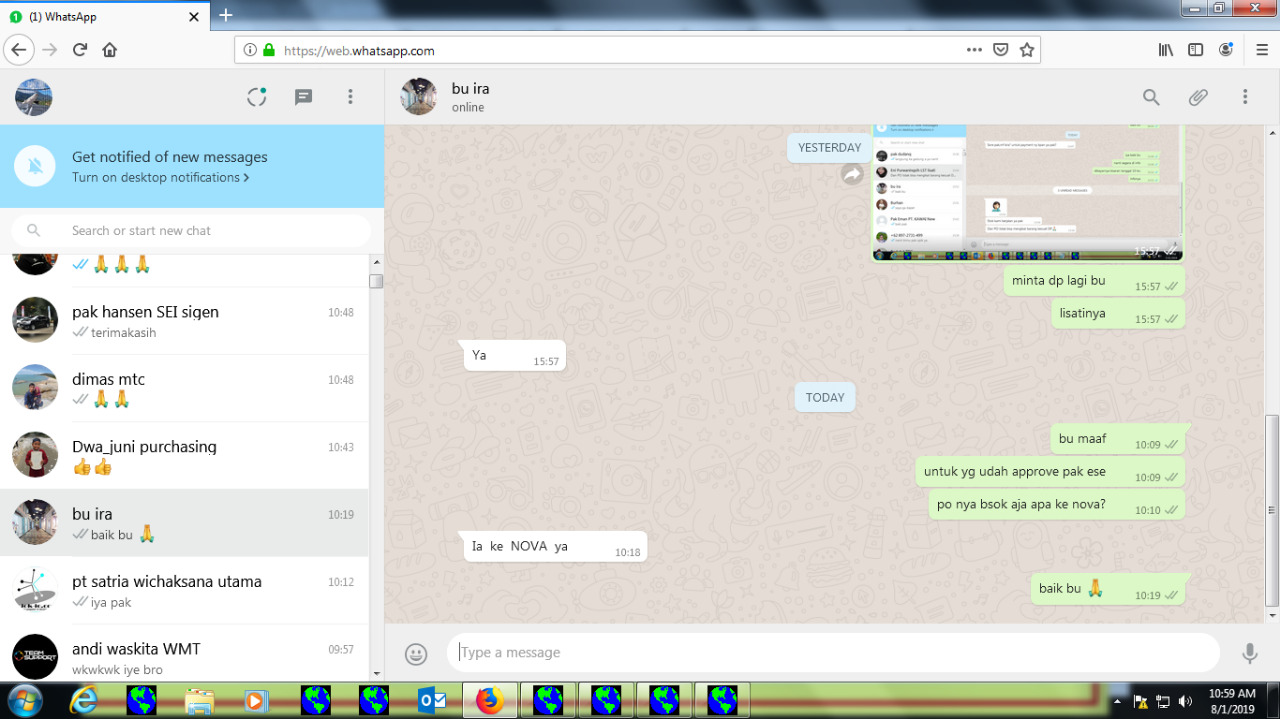 (1) WhatsApp
https://web.whatsapp.com
Get notified of new messages
Turn on desktop notifications >
Search or start new chat
pak hansen SEI sigen 10:48
terimakasih
dimas mtc 10:48
Dwa_juni purchasing 10:43
bu ira 10:19
baik bu
pt satria wichaksana utama 10:12
iya pak
andi waskita WMT 09:57
wkwkwk iye bro
bu ira
online
YESTERDAY
15:57
minta dp lagi bu 15:57
lisatinya 15:57
Ya 15:57
TODAY
bu maaf 10:09
untuk yg udah approve pak ese 10:09
po nya bsok aja apa ke nova? 10:10
Ia ke NOVA ya 10:18
baik bu 10:19
Type a message
10:59 AM
8/1/2019